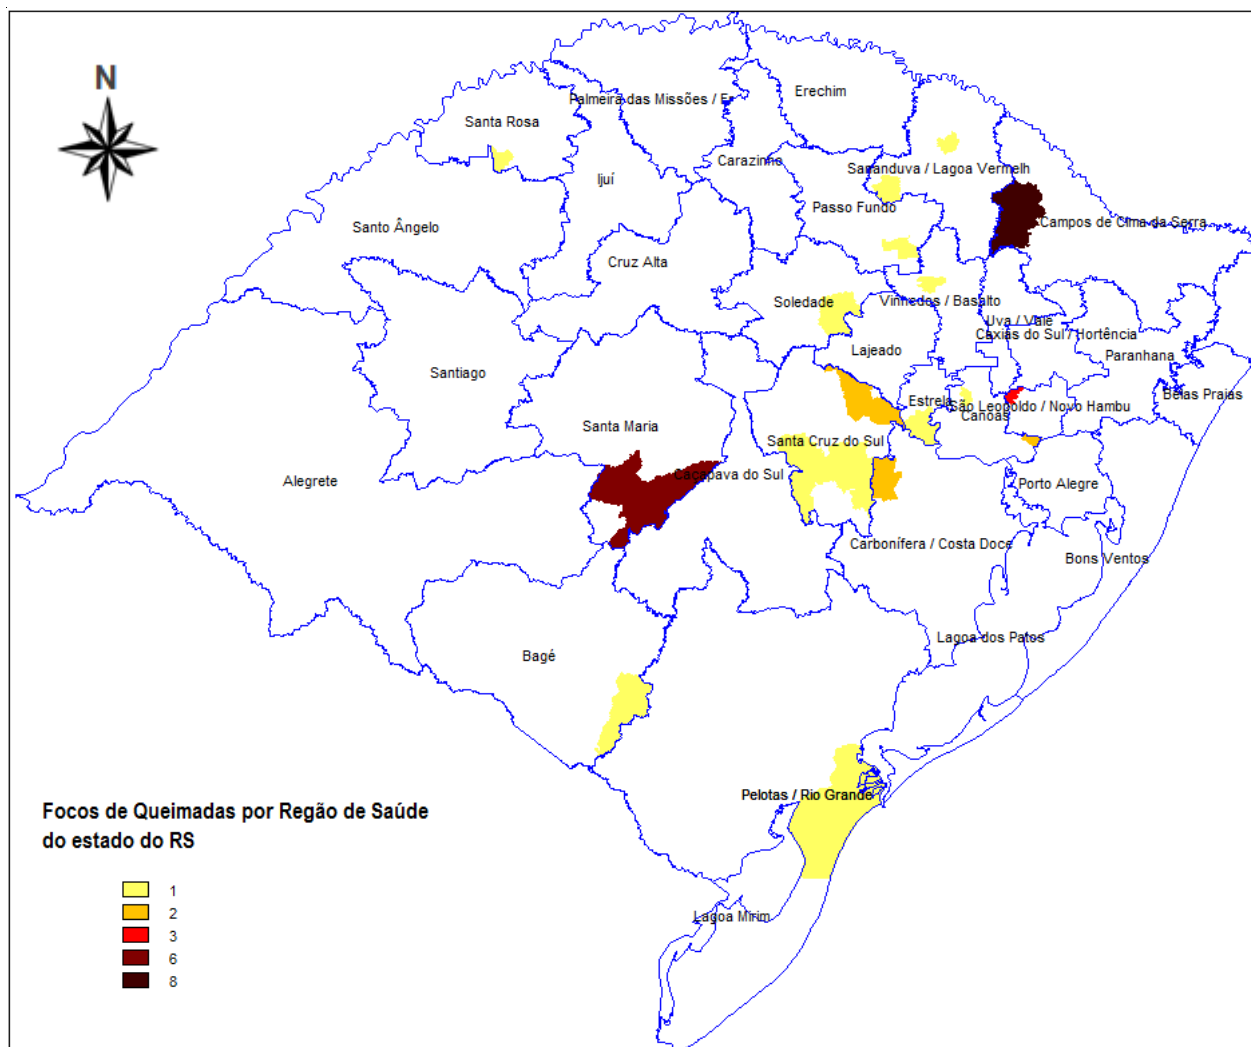 N
Palmeira das Missões / Er
Erechim
Santa Rosa
Carazinho
Sananduva / Lagoa Vermelh
Ijuí
Passo Fundo
Campos de Cima da Serra
Santo Ângelo
Cruz Alta
Soledade
Vinhedos / Basalto
Uva / Vale
Caxias do Sul / Hortência
Lajeado
Paranhana
Santiago
Belas Praias
Estrela
São Leopoldo / Novo Hambu
Canoas
Santa Maria
Santa Cruz do Sul
Caçapava do Sul
Alegrete
Porto Alegre
Carbonífera / Costa Doce
Bons Ventos
Lagoa dos Patos
Bagé
Pelotas / Rio Grande
Focos de Queimadas por Região de Saúde
do estado do RS
1
2
3
6
8
Lagoa Mirim